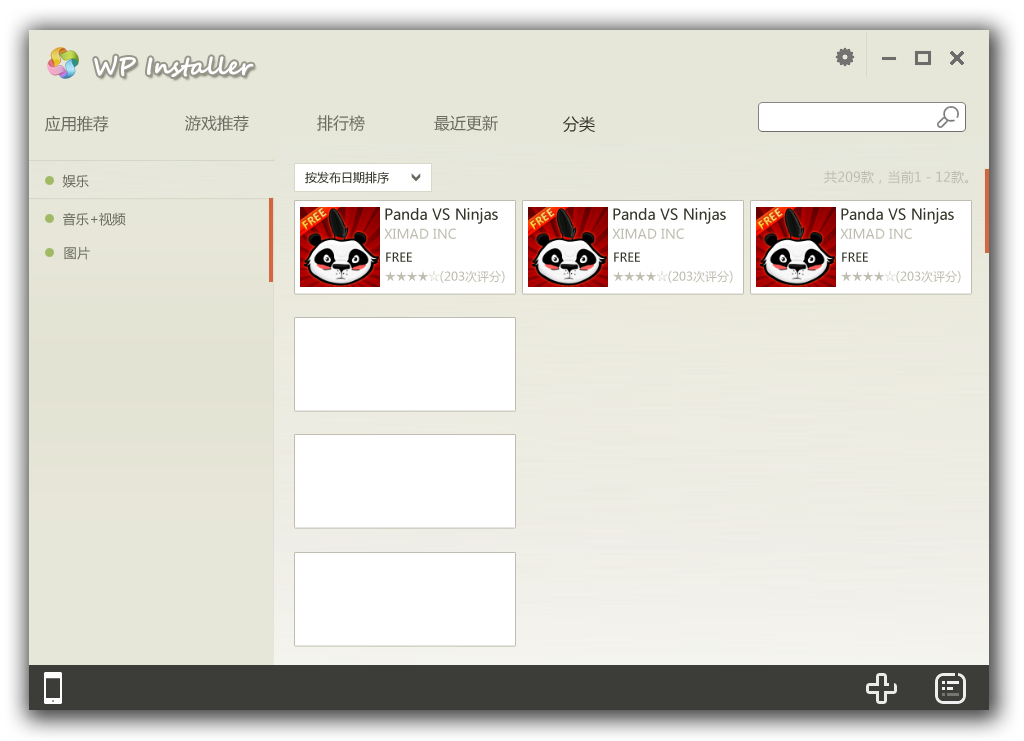 WP Installer
应用推荐
游戏推荐
排行榜
最近更新
分类
娱乐
音乐+视频
图片
按发布日期排序
共209款，当前1 - 12款。
FREE
Panda VS Ninjas
XIMAD INC
FREE
★★★★☆(203次评分)
FREE
Panda VS Ninjas
XIMAD INC
FREE
★★★★☆(203次评分)
FREE
Panda VS Ninjas
XIMAD INC
FREE
★★★★☆(203次评分)